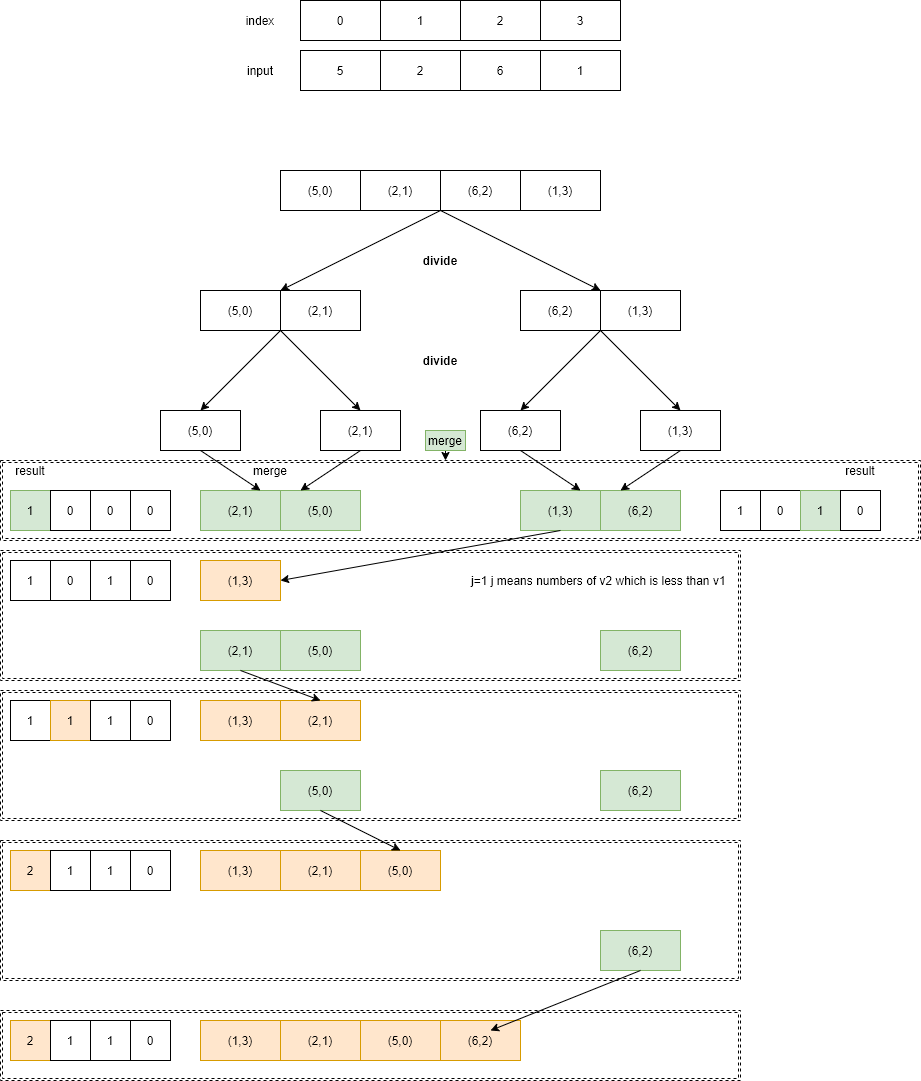 index 0 1 2 3
input 5 2 6 1
(5,0) (2,1) (6,2) (1,3)
divide
(5,0) (2,1) (6,2) (1,3)
divide
(5,0) (2,1) (6,2) (1,3)
merge
result merge result
1 0 0 0 (2,1) (5,0) (1,3) (6,2) 1 0 1 0
1 0 1 0 (1,3) j=1 j means numbers of v2 which is less than v1
(2,1) (5,0) (6,2)
1 1 1 0 (1,3) (2,1)
(5,0) (6,2)
2 1 1 0 (1,3) (2,1) (5,0)
(6,2)
2 1 1 0 (1,3) (2,1) (5,0) (6,2)